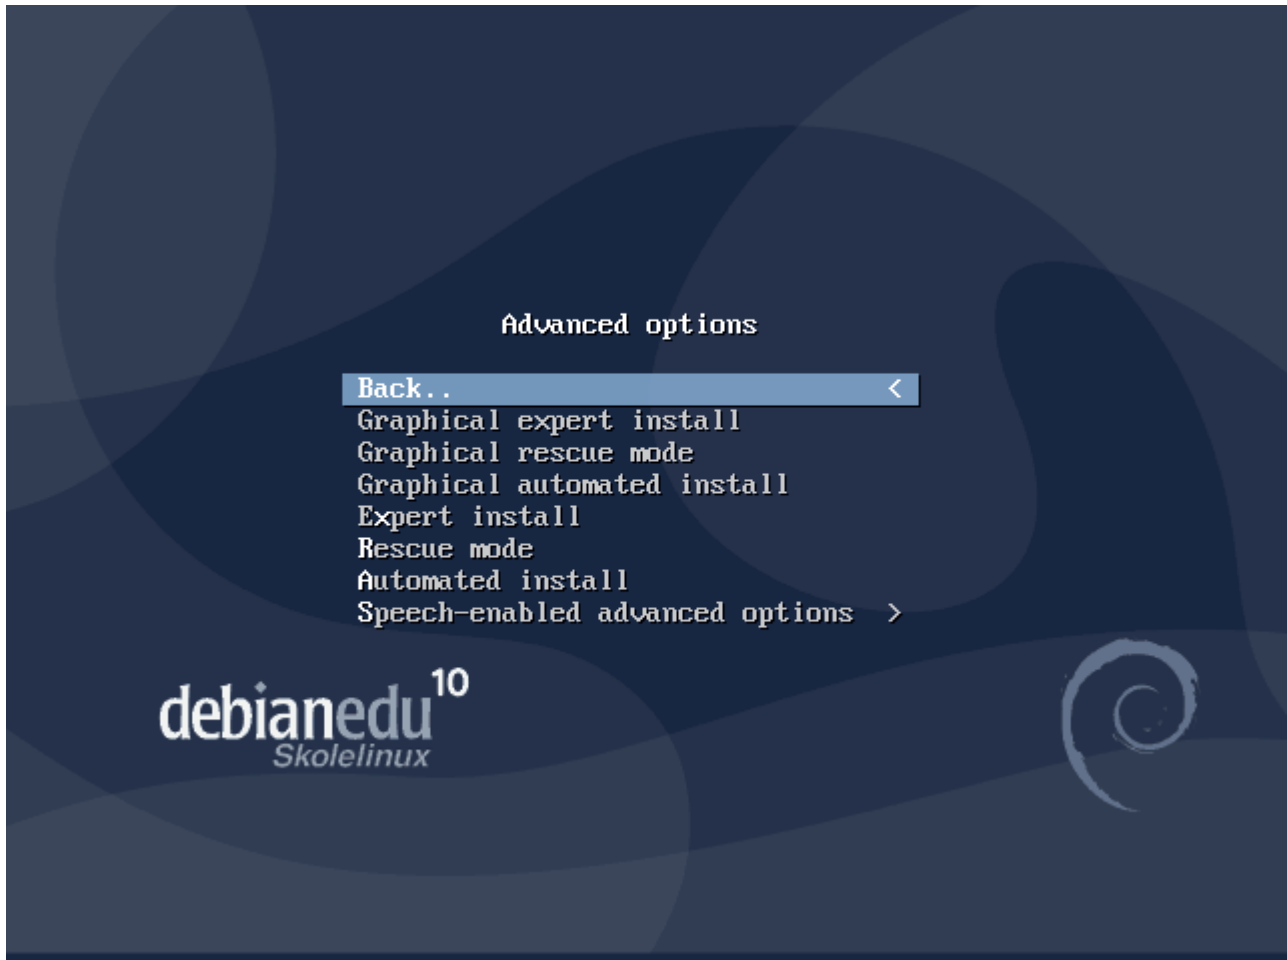 Advanced options
Back.. <
Graphical expert install
Graphical rescue mode
Graphical automated install
Expert install
Rescue mode
Automated install
Speech-enabled advanced options >
debianedu 10
Skolelinux